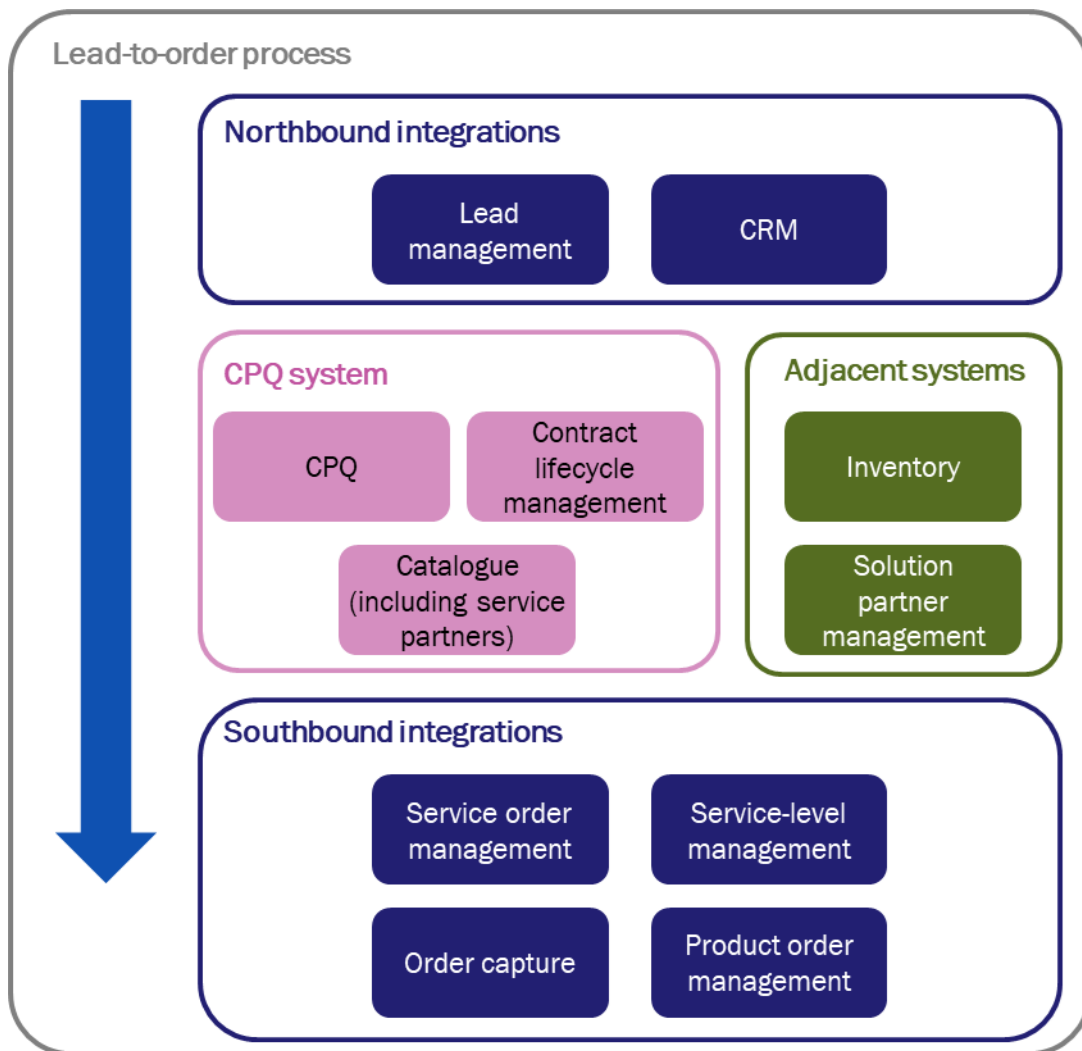 Lead-to-order process
Northbound integrations
Lead
management
CRM
CPQ system
CPQ
Contract
lifecycle
management
Catalogue
(including service
partners)
Adjacent systems
Inventory
Solution
partner
management
Southbound integrations
Service order
management
Service-level
management
Order capture
Product order
management